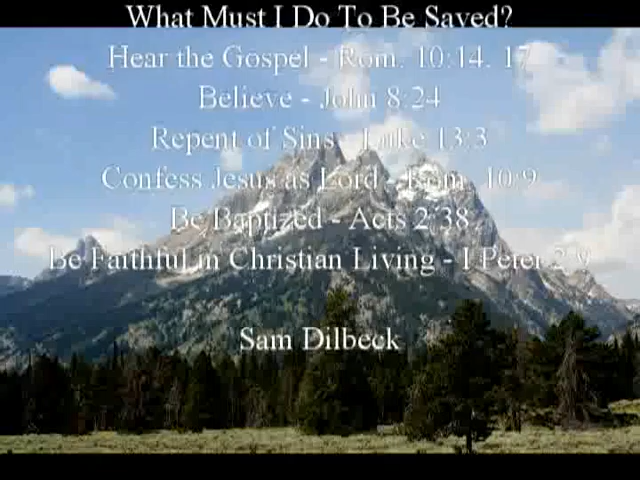 What Must I Do To Be Saved?
Hear the Gospel - Rom. 10:14. 17
Believe - John 8:24
Repent of Sins - Luke 13:3
Confess Jesus as Lord - Rom. 10:9
Be Baptized - Acts 2:38
Be Faithful in Christian Living - I Peter 2:9
Sam Dilbeck